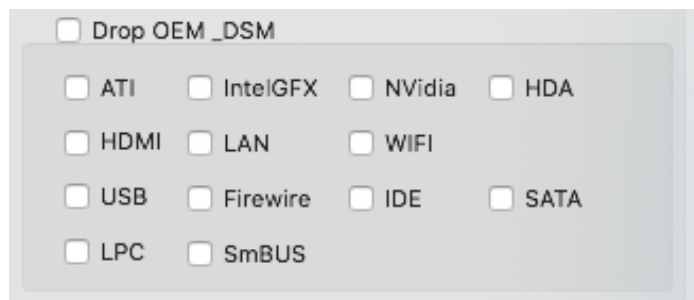 Drop OEM _DSM
ATI IntelGFX NVidia HDA
HDMI LAN WIFI
USB Firewire IDE SATA
LPC SmBUS